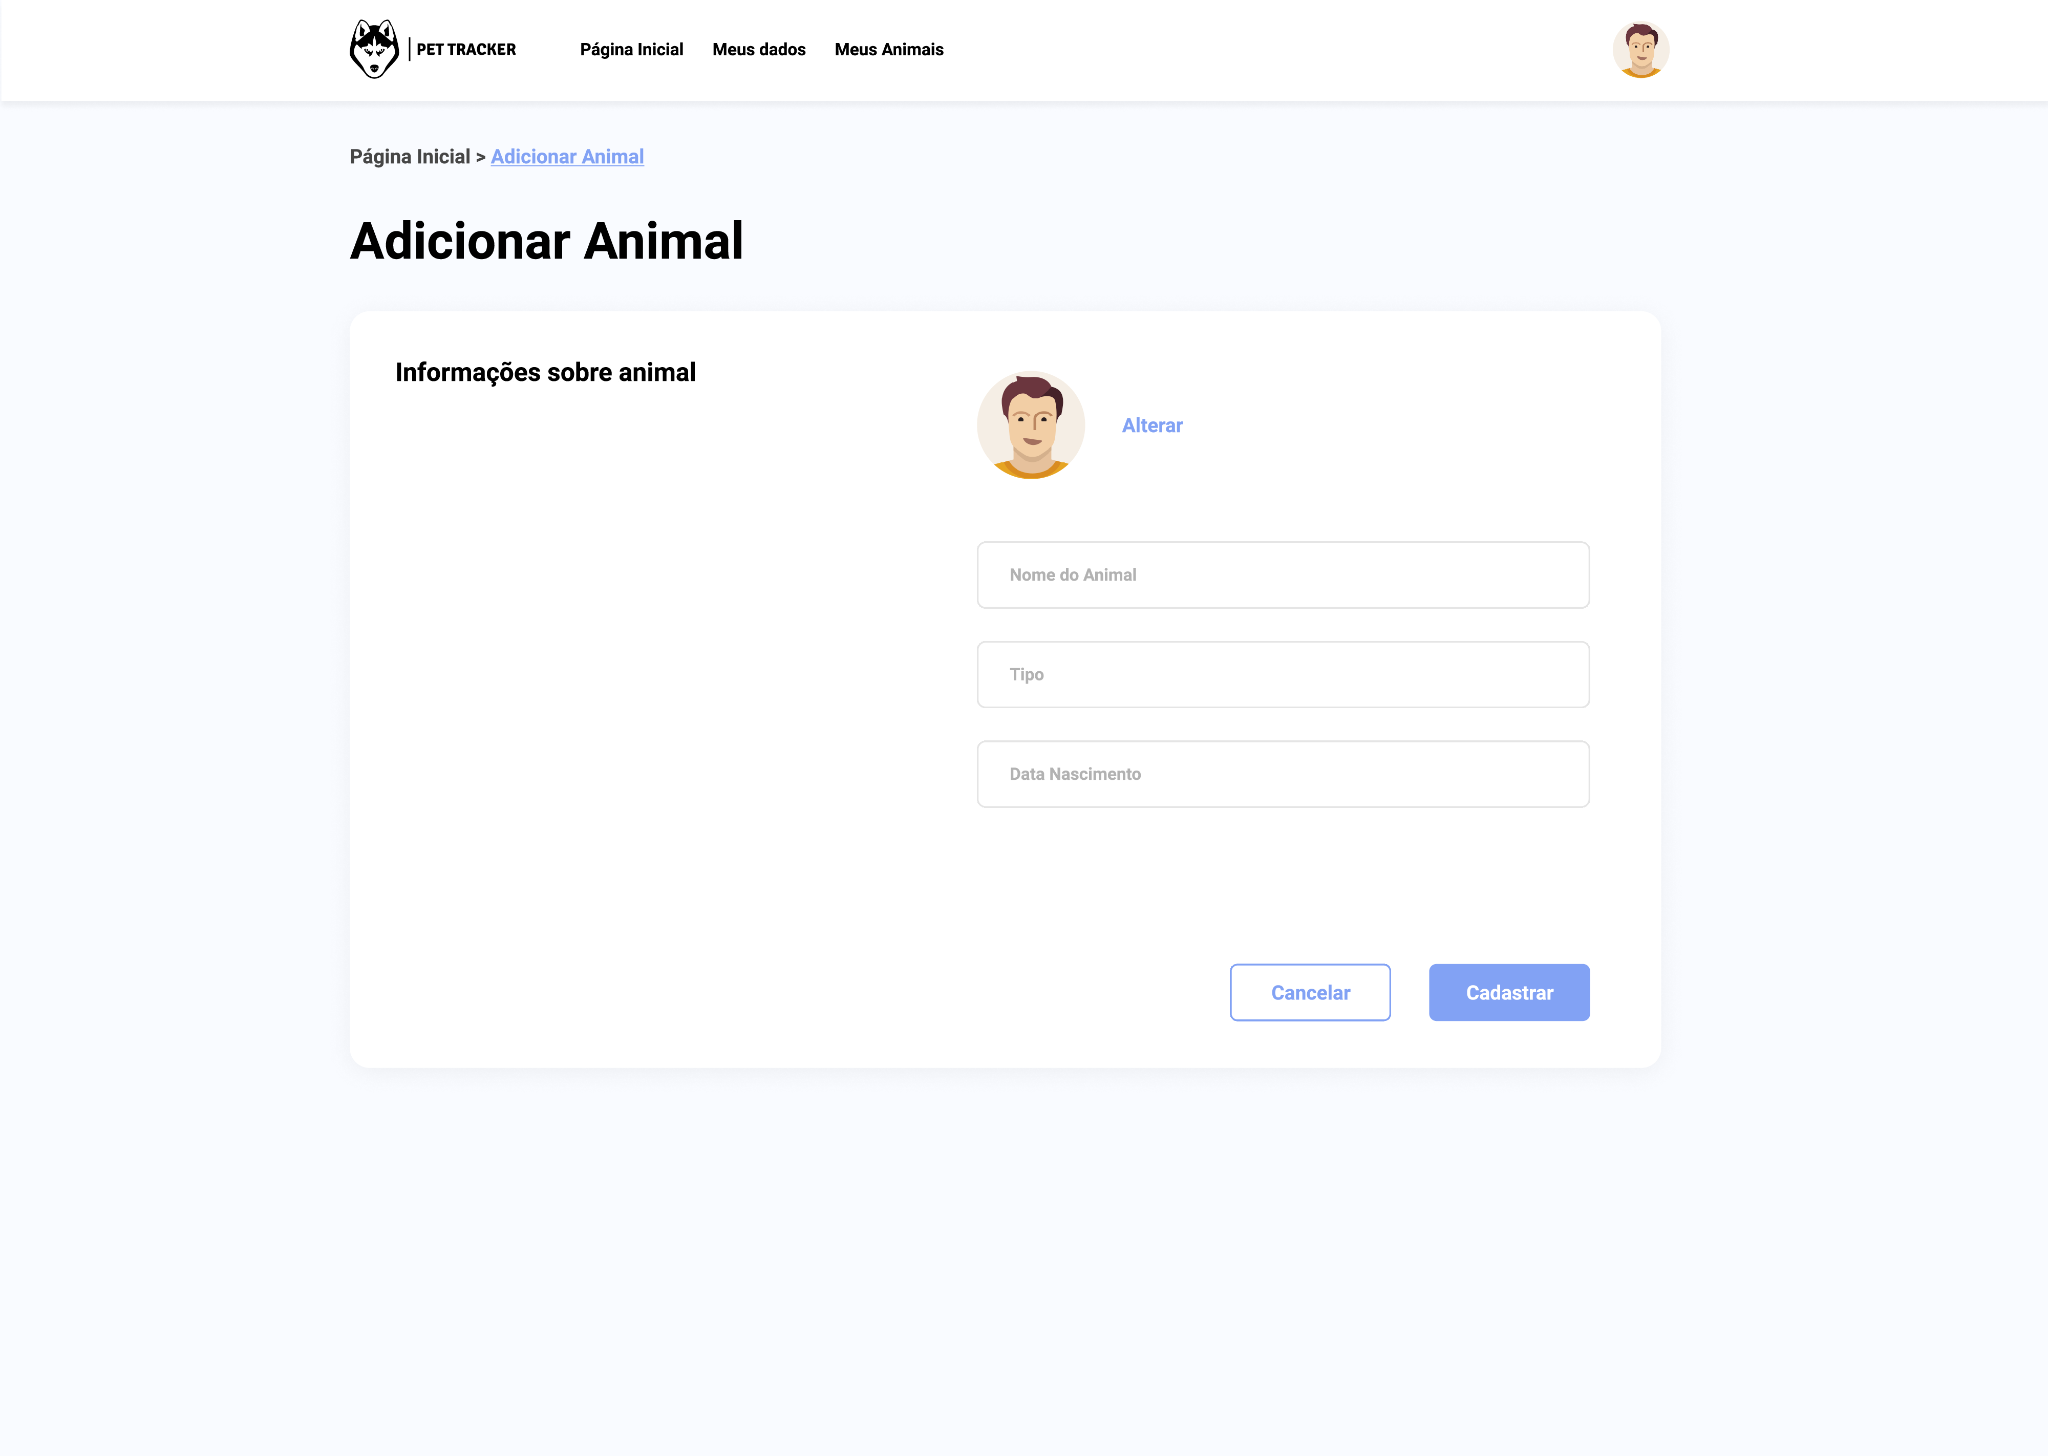 | PET TRACKER
Página Inicial
Meus dados
Meus Animais
Página Inicial > Adicionar Animal
Adicionar Animal
Informações sobre animal
Alterar
Nome do Animal
Tipo
Data Nascimento
Cancelar
Cadastrar